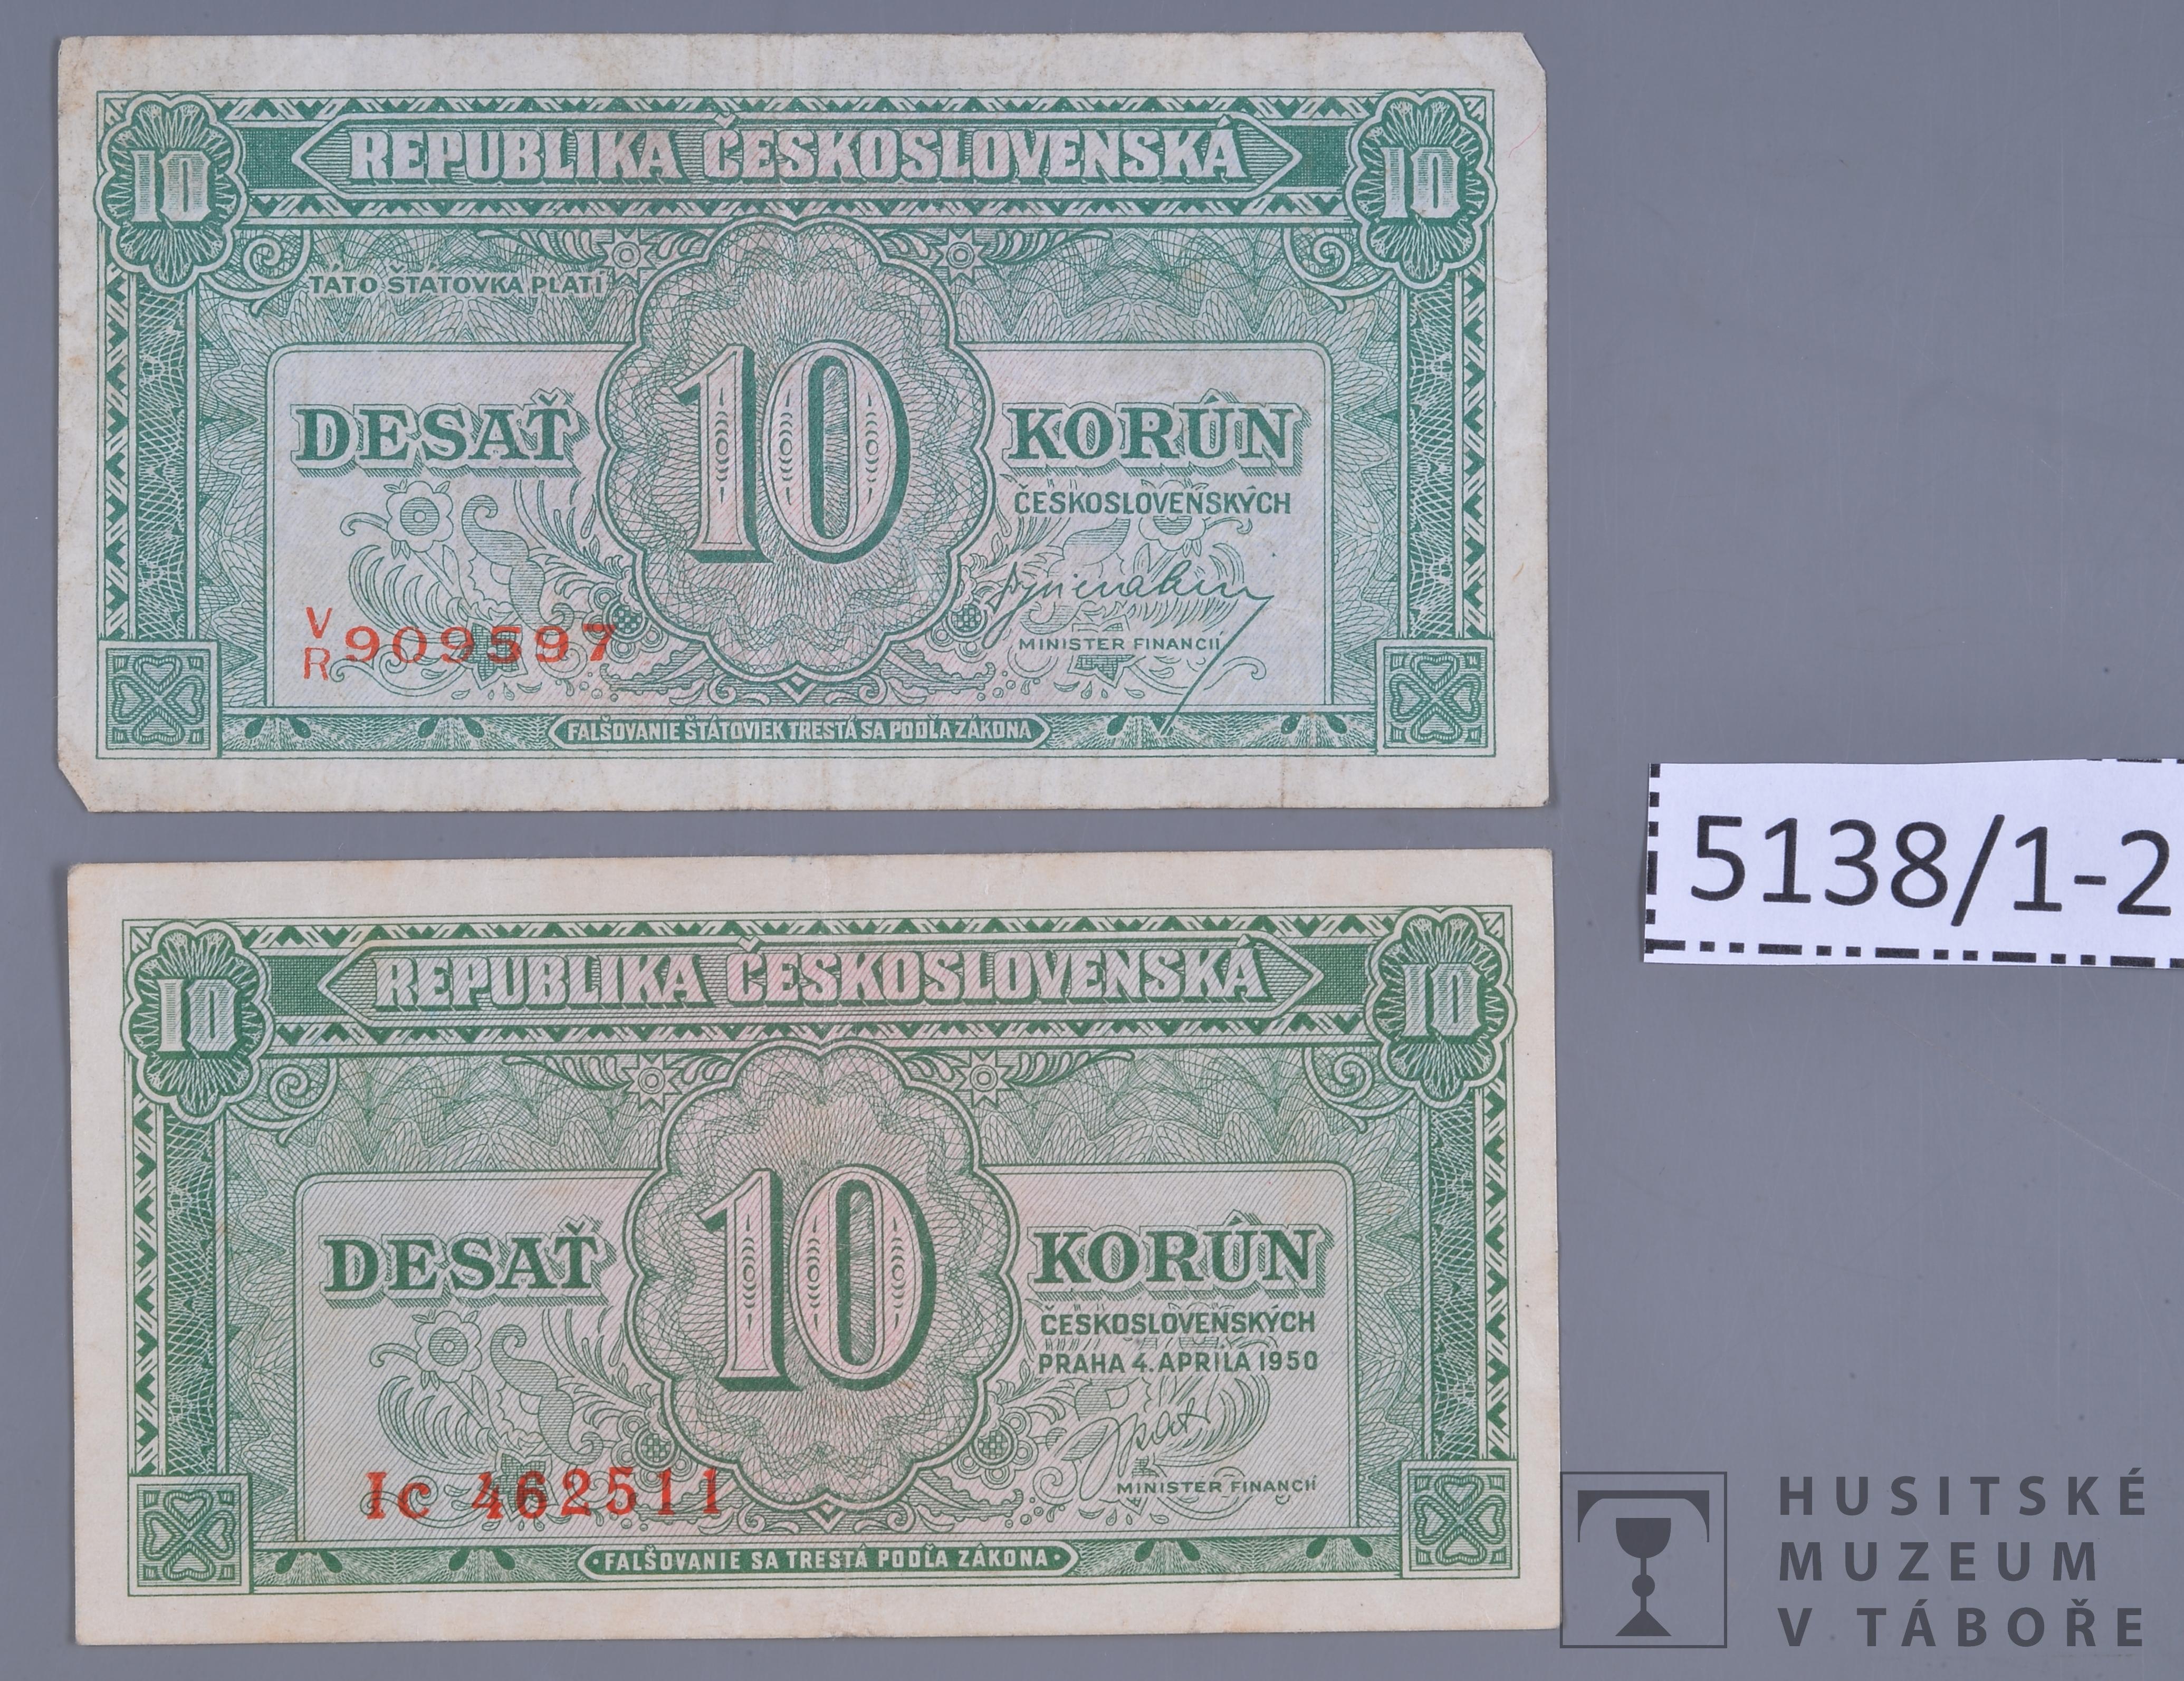 10 REPUBLIKA ČESKOSLOVENSKÁ 10
TÁTO ŠTÁTOVKA PLATÍ
DESAŤ 10 KORÚN
ČESKOSLOVENSKÝCH
V
R 909597
MINISTER FINANCIÍ
FALŠOVANIE ŠTÁTOVIEK TRESTÁ SA PODĽA ZÁKONA
5138/1-2
10 REPUBLIKA ČESKOSLOVENSKÁ 10
DESAŤ 10 KORÚN
ČESKOSLOVENSKÝCH
PRAHA 4. APRÍLA 1950
Ic 462511
MINISTER FINANCIÍ
· FALŠOVANIE SA TRESTÁ PODĽA ZÁKONA ·
HUSITSKÉ
MUZEUM
V TÁBOŘE